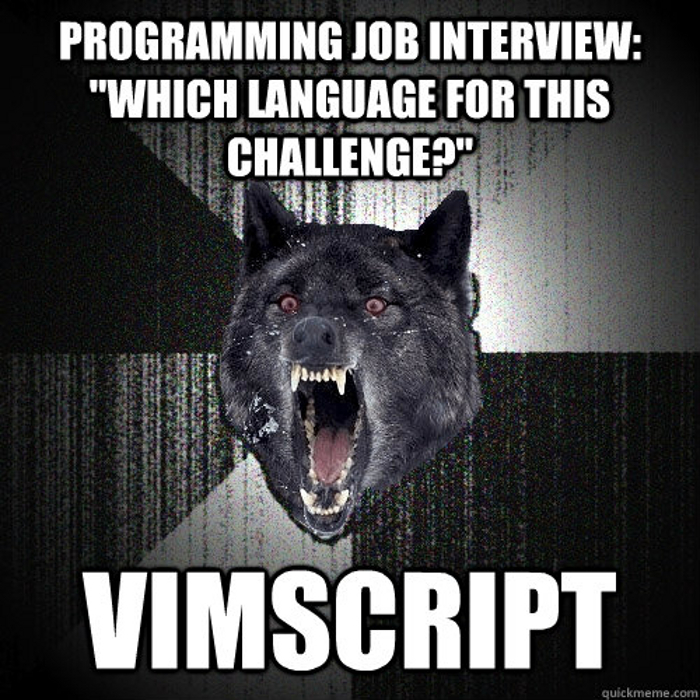 PROGRAMMING JOB INTERVIEW:
"WHICH LANGUAGE FOR THIS
CHALLENGE?"
VIMSCRIPT
quickmeme.com